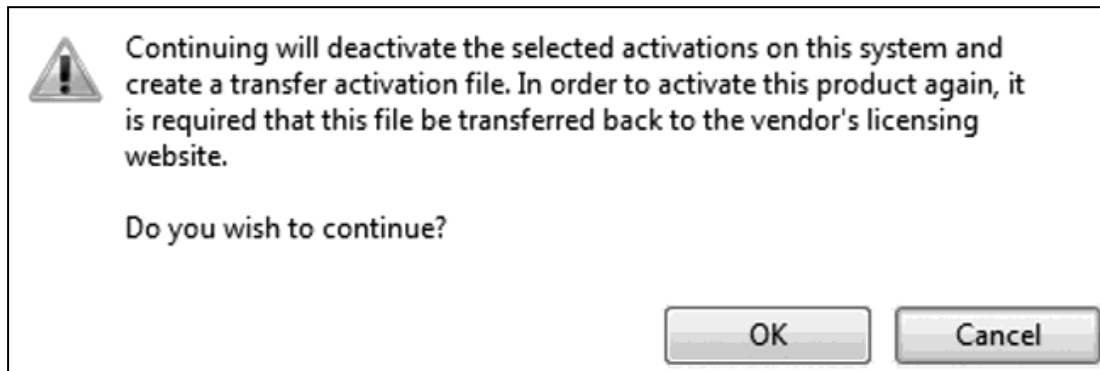 Continuing will deactivate the selected activations on this system and
create a transfer activation file. In order to activate this product again, it
is required that this file be transferred back to the vendor's licensing
website.
Do you wish to continue?
OK
Cancel